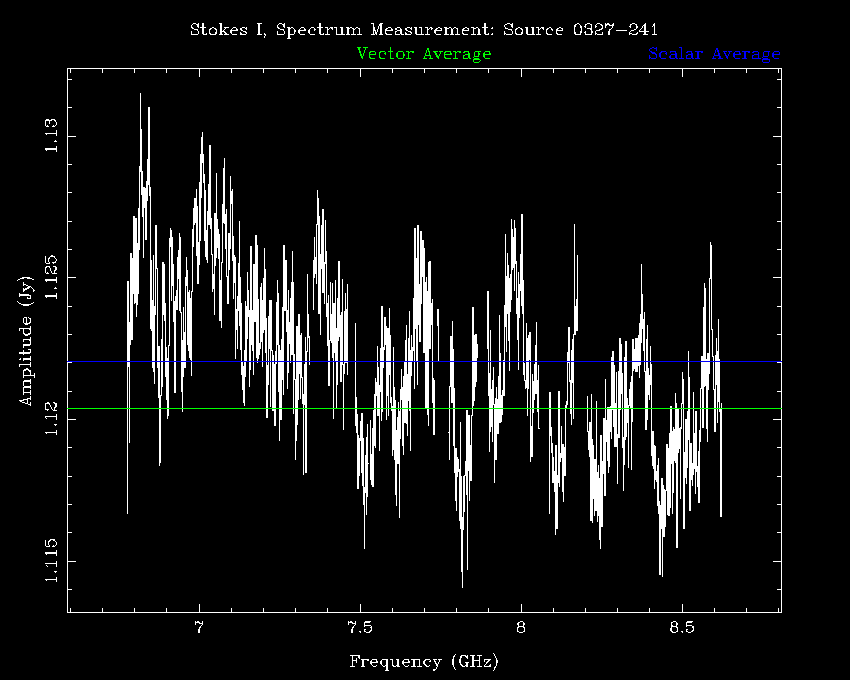 Stokes I, Spectrum Measurement: Source 0327−241
Vector Average Scalar Average
1.13
1.125
1.12
1.115
Amplitude (Jy)
7 7.5 8 8.5
Frequency (GHz)